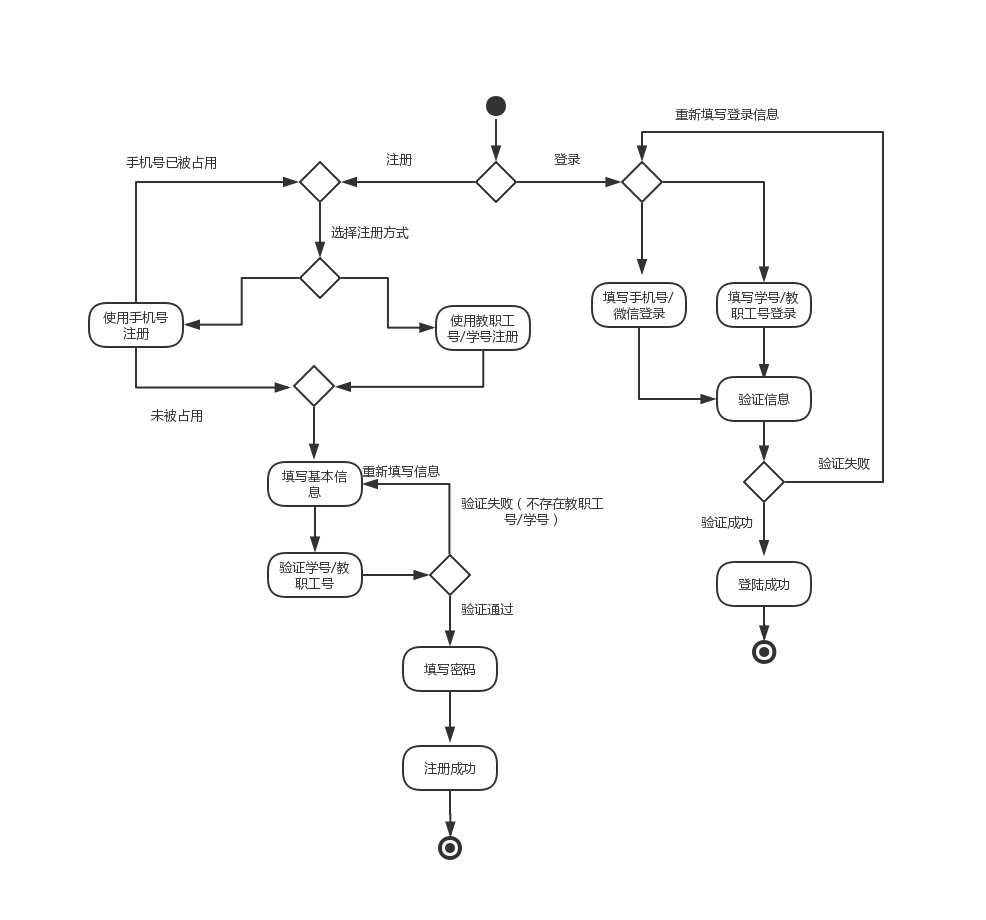 重新填写登录信息
手机号已被占用
注册
登录
选择注册方式
使用手机号
注册
使用教职工
号/学号注册
填写手机号/
微信登录
填写学号/教
职工号登录
未被占用
验证信息
填写基本信
息
重新填写信息
验证失败
验证失败（不存在教职工
号/学号）
验证成功
验证学号/教
职工号
登陆成功
验证通过
填写密码
注册成功